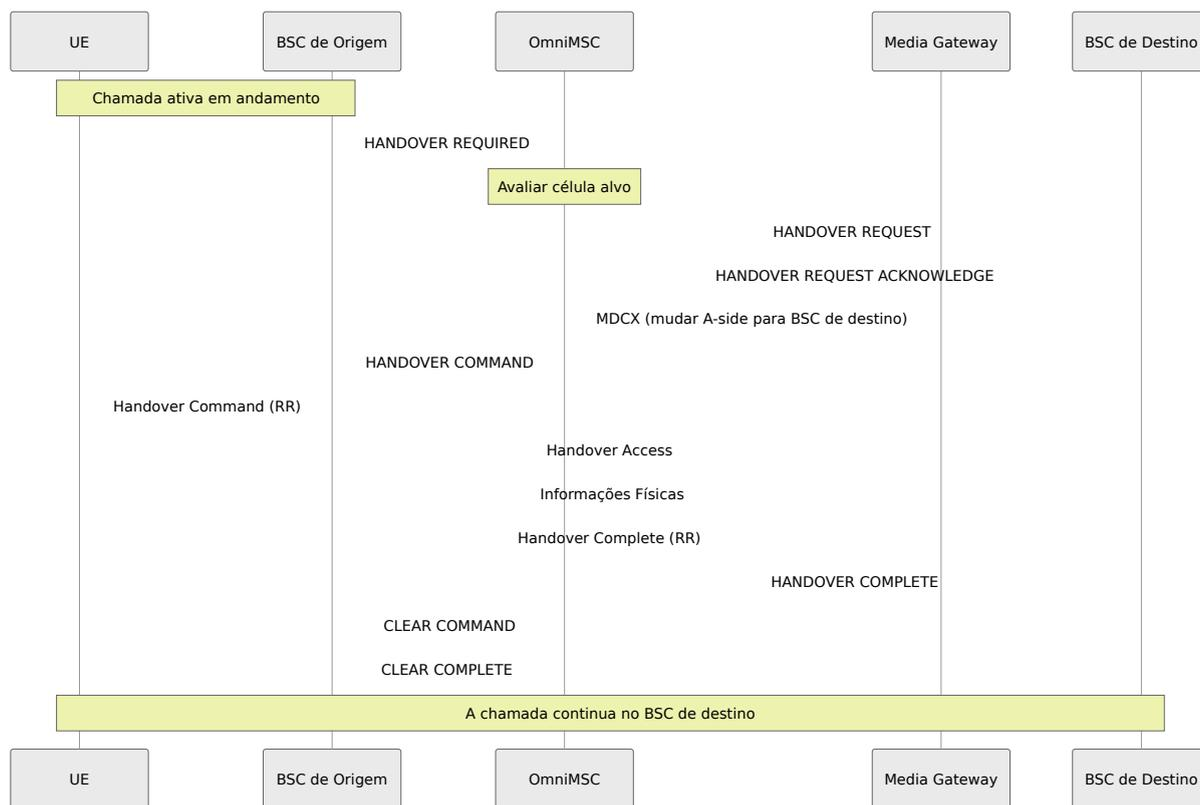 UE
BSC de Origem
OmniMSC
Media Gateway
BSC de Destino
Chamada ativa em andamento
HANDOVER REQUIRED
Avaliar célula alvo
HANDOVER REQUEST
HANDOVER REQUEST ACKNOWLEDGE
MDCX (mudar A-side para BSC de destino)
HANDOVER COMMAND
Handover Command (RR)
Handover Access
Informações Físicas
Handover Complete (RR)
HANDOVER COMPLETE
CLEAR COMMAND
CLEAR COMPLETE
A chamada continua no BSC de destino
UE
BSC de Origem
OmniMSC
Media Gateway
BSC de Destino